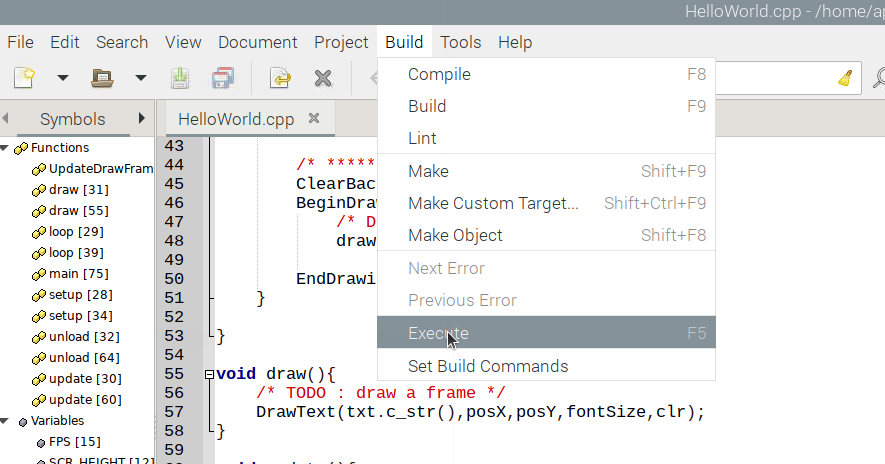 HelloWorld.cpp - /home/ap
File Edit Search View Document Project Build Tools Help
Compile F8
Build F9
Lint
Make Shift+F9
Make Custom Target... Shift+Ctrl+F9
Make Object Shift+F8
Next Error
Previous Error
Execute F5
Set Build Commands
Symbols
Functions
UpdateDrawFram
draw [31]
draw [55]
loop [29]
loop [39]
main [75]
setup [28]
setup [34]
unload [32]
unload [64]
update [30]
update [60]
Variables
FPS [15]
SCR_HEIGHT [12]
HelloWorld.cpp
43
44 /* *****
45 ClearBac
46 BeginDraw
47 /* D
48 draw
49
50 EndDrawi
51 }
52
53 }
54
55 void draw(){
56 /* TODO : draw a frame */
57 DrawText(txt.c_str(),posX,posY,fontSize,clr);
58 }
59